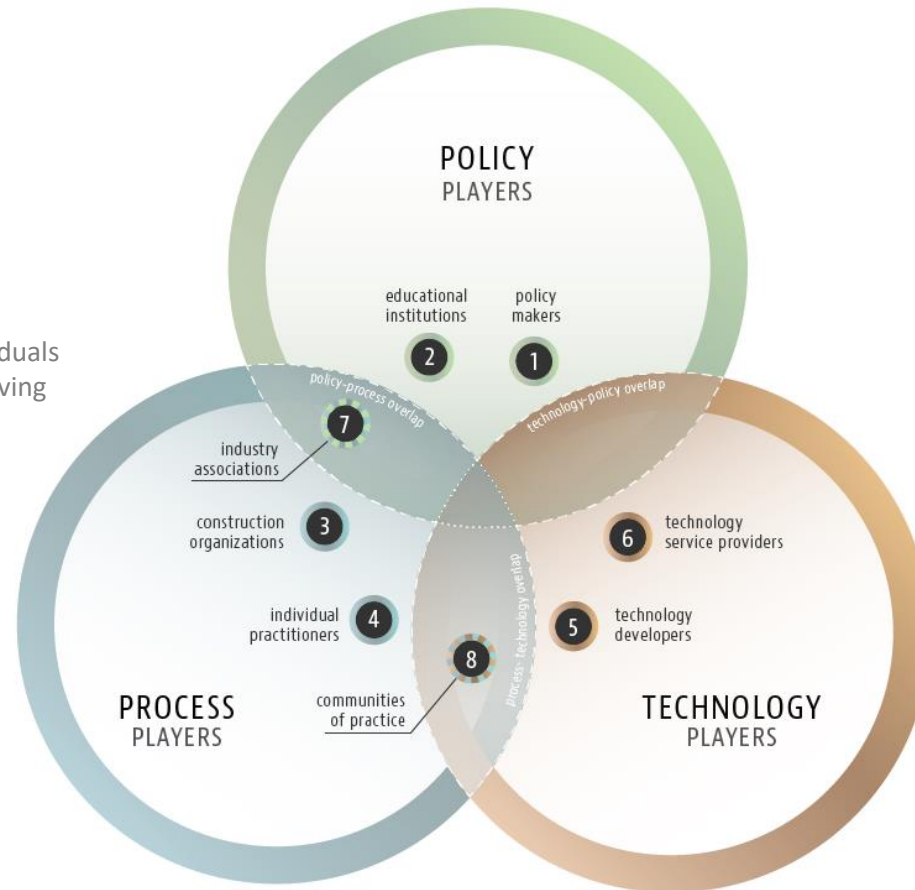 POLICY
PLAYERS
educational
institutions
policy
makers
2
1
duals
ving
policy-process overlap
technology-policy overlap
7
industry
associations
construction
organizations
3
6
technology
service providers
individual
practitioners
4
5
technology
developers
process- technology overlap
8
communities
of practice
PROCESS
PLAYERS
TECHNOLOGY
PLAYERS